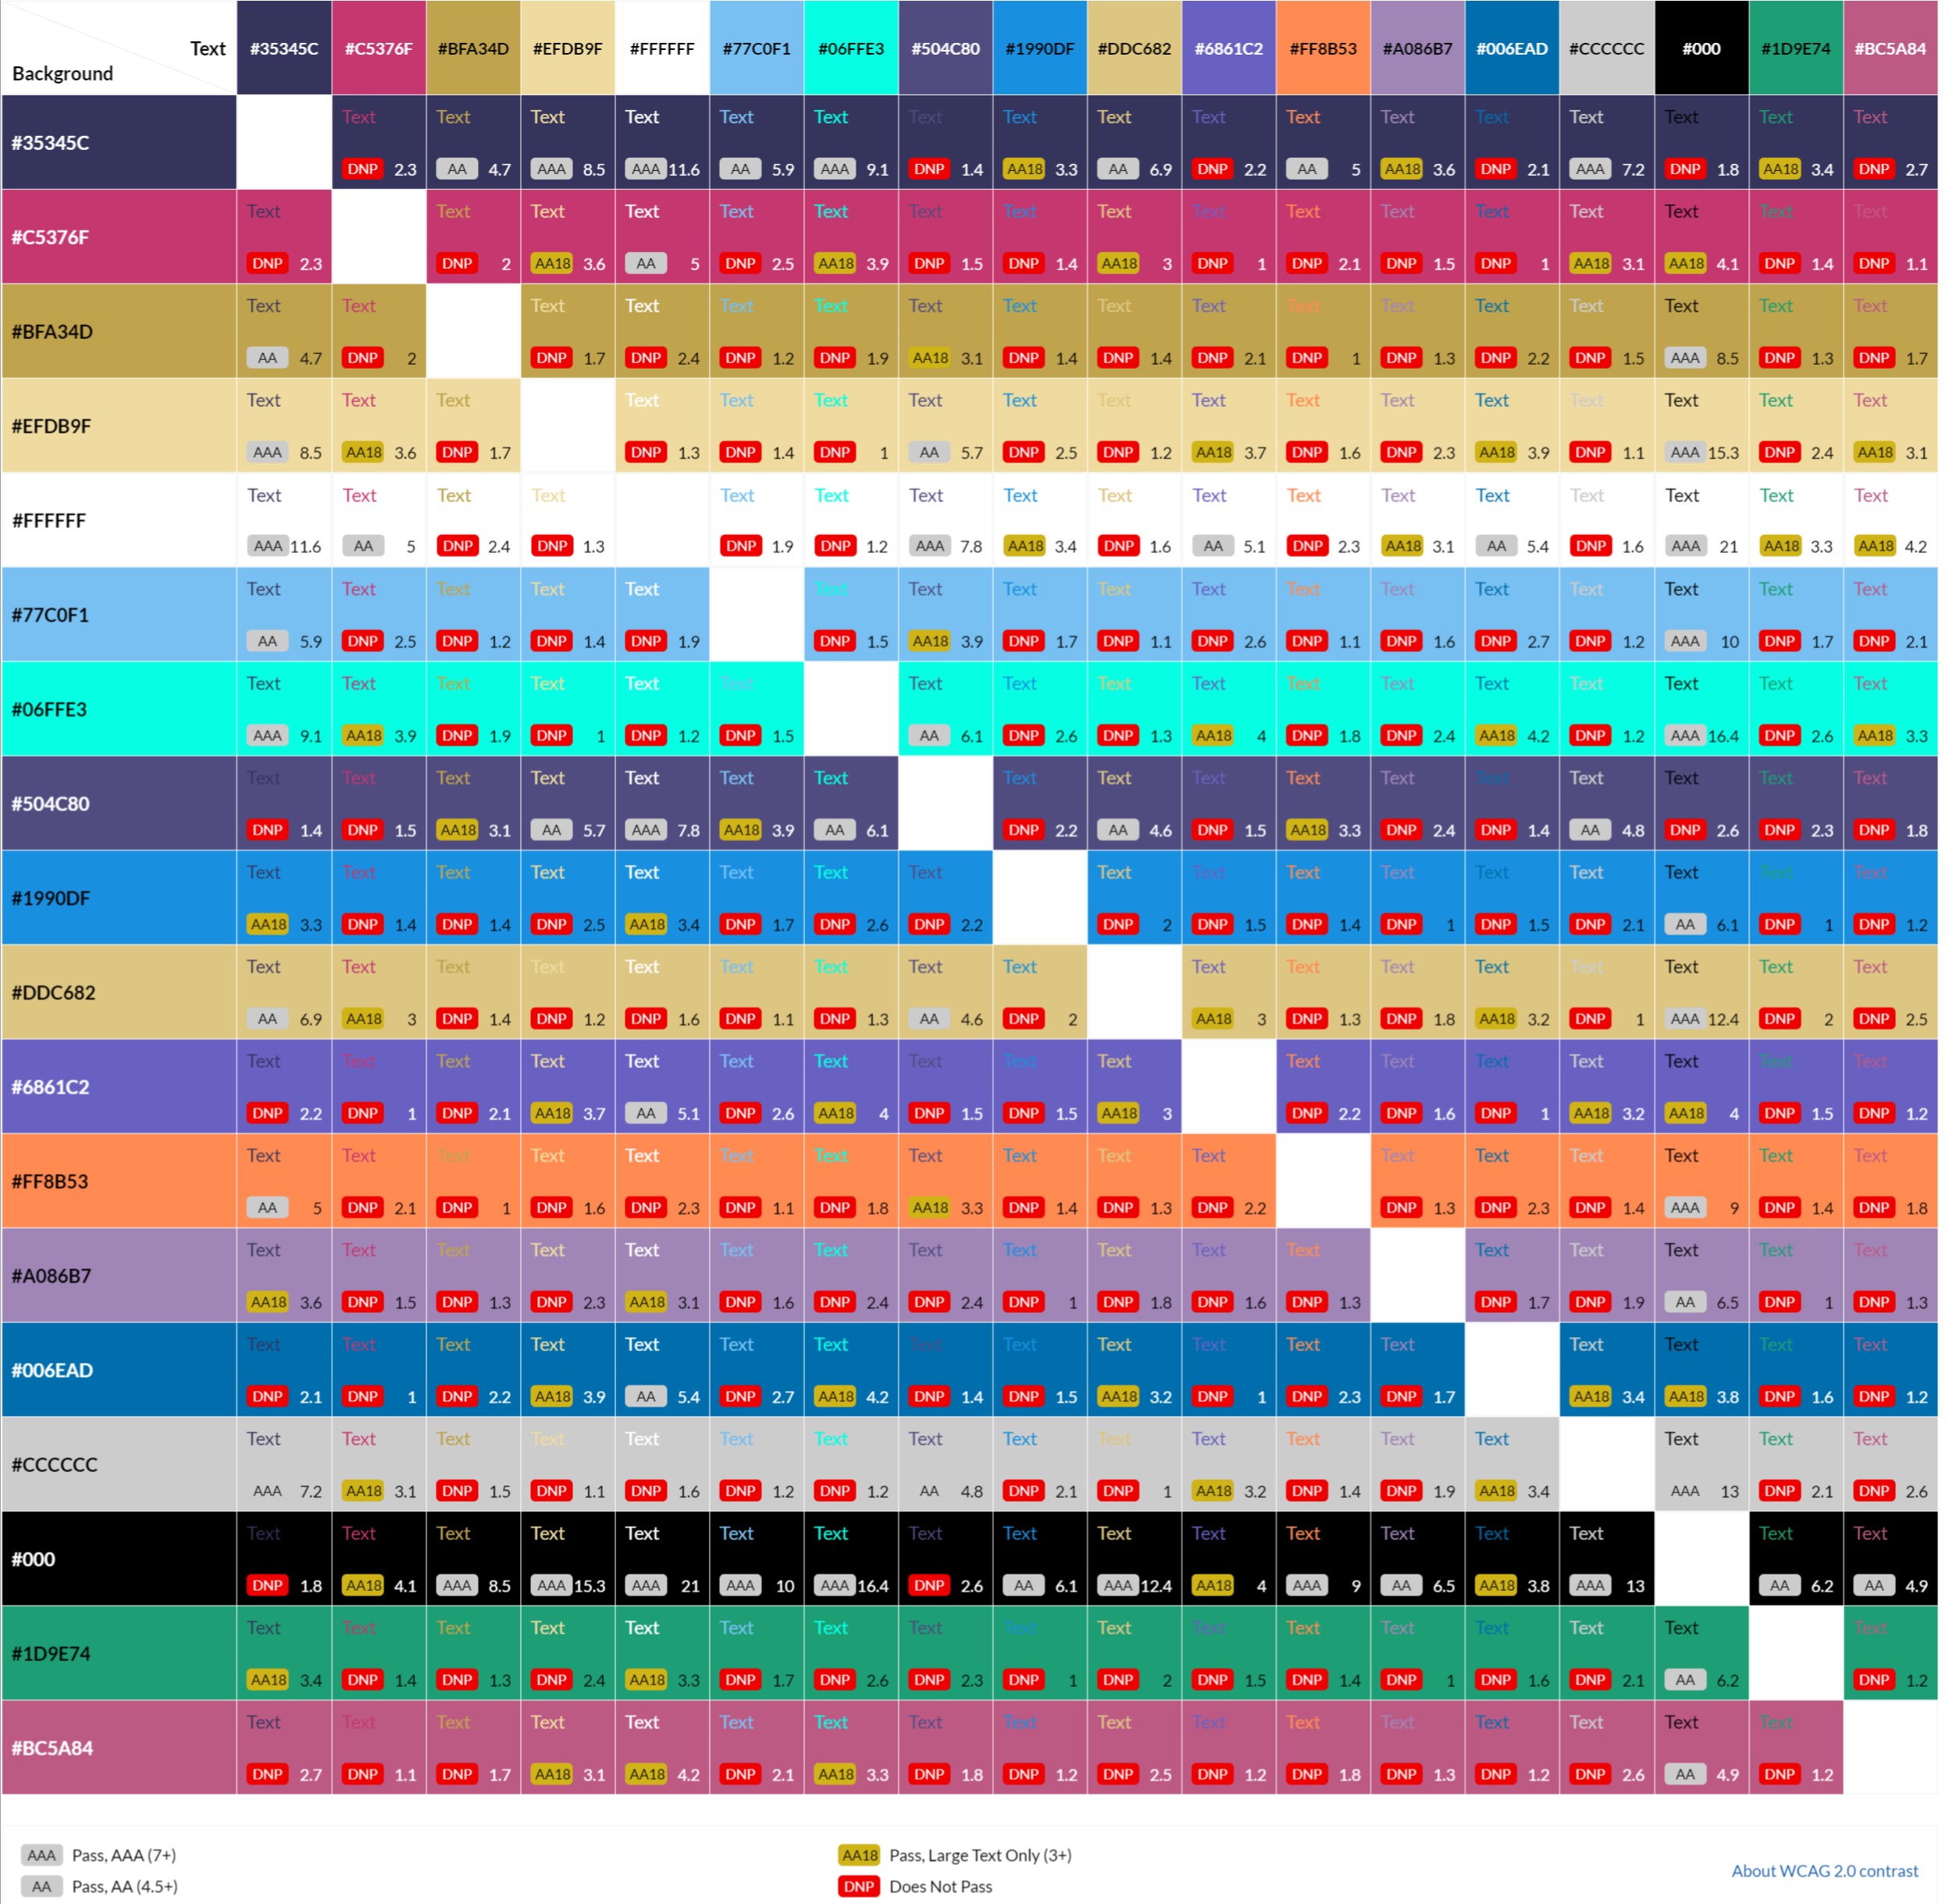 Text #35345C #C5376F #BFA34D #EFDB9F #FFFFFF #77C0F1 #06FFE3 #504C80 #1990DF #DDC682 #6861C2 #FF8B53 #A086B7 #006EAD #CCCCCC #000 #1D9E74 #BC5A84
Background
Text Text Text Text Text Text Text Text Text Text Text Text Text Text Text Text Text
#35345C
DNP 2.3 AA 4.7 AAA 8.5 AAA 11.6 AA 5.9 AAA 9.1 DNP 1.4 AA18 3.3 AA 6.9 DNP 2.2 AA 5 AA18 3.6 DNP 2.1 AAA 7.2 DNP 1.8 AA18 3.4 DNP 2.7
Text Text Text Text Text Text Text Text Text Text Text Text Text Text Text Text Text
#C5376F
DNP 2.3 DNP 2 AA18 3.6 AA 5 DNP 2.5 AA18 3.9 DNP 1.5 DNP 1.4 AA18 3 DNP 1 DNP 2.1 DNP 1.5 DNP 1 AA18 3.1 AA18 4.1 DNP 1.4 DNP 1.1
Text Text Text Text Text Text Text Text Text Text Text Text Text Text Text Text Text
#BFA34D
AA 4.7 DNP 2 DNP 1.7 DNP 2.4 DNP 1.2 DNP 1.9 AA18 3.1 DNP 1.4 DNP 1.4 DNP 2.1 DNP 1 DNP 1.3 DNP 2.2 DNP 1.5 AAA 8.5 DNP 1.3 DNP 1.7
Text Text Text Text Text Text Text Text Text Text Text Text Text Text Text Text Text
#EFDB9F
AAA 8.5 AA18 3.6 DNP 1.7 DNP 1.3 DNP 1.4 DNP 1 AA 5.7 DNP 2.5 DNP 1.2 AA18 3.7 DNP 1.6 DNP 2.3 AA18 3.9 DNP 1.1 AAA 15.3 DNP 2.4 AA18 3.1
Text Text Text Text Text Text Text Text Text Text Text Text Text Text Text Text Text
#FFFFFF
AAA 11.6 AA 5 DNP 2.4 DNP 1.3 DNP 1.9 DNP 1.2 AAA 7.8 AA18 3.4 DNP 1.6 AA 5.1 DNP 2.3 AA18 3.1 AA 5.4 DNP 1.6 AAA 21 AA18 3.3 AA18 4.2
Text Text Text Text Text Text Text Text Text Text Text Text Text Text Text Text Text
#77C0F1
AA 5.9 DNP 2.5 DNP 1.2 DNP 1.4 DNP 1.9 DNP 1.5 AA18 3.9 DNP 1.7 DNP 1.1 DNP 2.6 DNP 1.1 DNP 1.6 DNP 2.7 DNP 1.2 AAA 10 DNP 1.7 DNP 2.1
Text Text Text Text Text Text Text Text Text Text Text Text Text Text Text Text Text
#06FFE3
AAA 9.1 AA18 3.9 DNP 1.9 DNP 1 DNP 1.2 DNP 1.5 AA 6.1 DNP 2.6 DNP 1.3 AA18 4 DNP 1.8 DNP 2.4 AA18 4.2 DNP 1.2 AAA 16.4 DNP 2.6 AA18 3.3
Text Text Text Text Text Text Text Text Text Text Text Text Text Text Text Text Text
#504C80
DNP 1.4 DNP 1.5 AA18 3.1 AA 5.7 AAA 7.8 AA18 3.9 AA 6.1 DNP 2.2 AA 4.6 DNP 1.5 AA18 3.3 DNP 2.4 DNP 1.4 AA 4.8 DNP 2.6 DNP 2.3 DNP 1.8
Text Text Text Text Text Text Text Text Text Text Text Text Text Text Text Text Text
#1990DF
AA18 3.3 DNP 1.4 DNP 1.4 DNP 2.5 AA18 3.4 DNP 1.7 DNP 2.6 DNP 2.2 DNP 2 DNP 1.5 DNP 1.4 DNP 1 DNP 1.5 DNP 2.1 AA 6.1 DNP 1 DNP 1.2
Text Text Text Text Text Text Text Text Text Text Text Text Text Text Text Text Text
#DDC682
AA 6.9 AA18 3 DNP 1.4 DNP 1.2 DNP 1.6 DNP 1.1 DNP 1.3 AA 4.6 DNP 2 AA18 3 DNP 1.3 DNP 1.8 AA18 3.2 DNP 1 AAA 12.4 DNP 2 DNP 2.5
Text Text Text Text Text Text Text Text Text Text Text Text Text Text Text Text Text
#6861C2
DNP 2.2 DNP 1 DNP 2.1 AA18 3.7 AA 5.1 DNP 2.6 AA18 4 DNP 1.5 DNP 1.5 AA18 3 DNP 2.2 DNP 1.6 DNP 1 AA18 3.2 AA18 4 DNP 1.5 DNP 1.2
Text Text Text Text Text Text Text Text Text Text Text Text Text Text Text Text Text
#FF8B53
AA 5 DNP 2.1 DNP 1 DNP 1.6 DNP 2.3 DNP 1.1 DNP 1.8 AA18 3.3 DNP 1.4 DNP 1.3 DNP 2.2 DNP 1.3 DNP 2.3 DNP 1.4 AAA 9 DNP 1.4 DNP 1.8
Text Text Text Text Text Text Text Text Text Text Text Text Text Text Text Text Text
#A086B7
AA18 3.6 DNP 1.5 DNP 1.3 DNP 2.3 AA18 3.1 DNP 1.6 DNP 2.4 DNP 2.4 DNP 1 DNP 1.8 DNP 1.6 DNP 1.3 DNP 1.7 DNP 1.9 AA 6.5 DNP 1 DNP 1.3
Text Text Text Text Text Text Text Text Text Text Text Text Text Text Text Text Text
#006EAD
DNP 2.1 DNP 1 DNP 2.2 AA18 3.9 AA 5.4 DNP 2.7 AA18 4.2 DNP 1.4 DNP 1.5 AA18 3.2 DNP 1 DNP 2.3 DNP 1.7 AA18 3.4 AA18 3.8 DNP 1.6 DNP 1.2
Text Text Text Text Text Text Text Text Text Text Text Text Text Text Text Text Text
#CCCCCC
AAA 7.2 AA18 3.1 DNP 1.5 DNP 1.1 DNP 1.6 DNP 1.2 DNP 1.2 AA 4.8 DNP 2.1 DNP 1 AA18 3.2 DNP 1.4 DNP 1.9 AA18 3.4 AAA 13 DNP 2.1 DNP 2.6
Text Text Text Text Text Text Text Text Text Text Text Text Text Text Text Text Text
#000
DNP 1.8 AA18 4.1 AAA 8.5 AAA 15.3 AAA 21 AAA 10 AAA 16.4 DNP 2.6 AA 6.1 AAA 12.4 AA18 4 AAA 9 AA 6.5 AA18 3.8 AAA 13 AA 6.2 AA 4.9
Text Text Text Text Text Text Text Text Text Text Text Text Text Text Text Text Text
#1D9E74
AA18 3.4 DNP 1.4 DNP 1.3 DNP 2.4 AA18 3.3 DNP 1.7 DNP 2.6 DNP 2.3 DNP 1 DNP 2 DNP 1.5 DNP 1.4 DNP 1 DNP 1.6 DNP 2.1 AA 6.2 DNP 1.2
Text Text Text Text Text Text Text Text Text Text Text Text Text Text Text Text Text
#BC5A84
DNP 2.7 DNP 1.1 DNP 1.7 AA18 3.1 AA18 4.2 DNP 2.1 AA18 3.3 DNP 1.8 DNP 1.2 DNP 2.5 DNP 1.2 DNP 1.8 DNP 1.3 DNP 1.2 DNP 2.6 AA 4.9 DNP 1.2
AAA Pass, AAA (7+) AA18 Pass, Large Text Only (3+)
About WCAG 2.0 contrast
AA Pass, AA (4.5+) DNP Does Not Pass